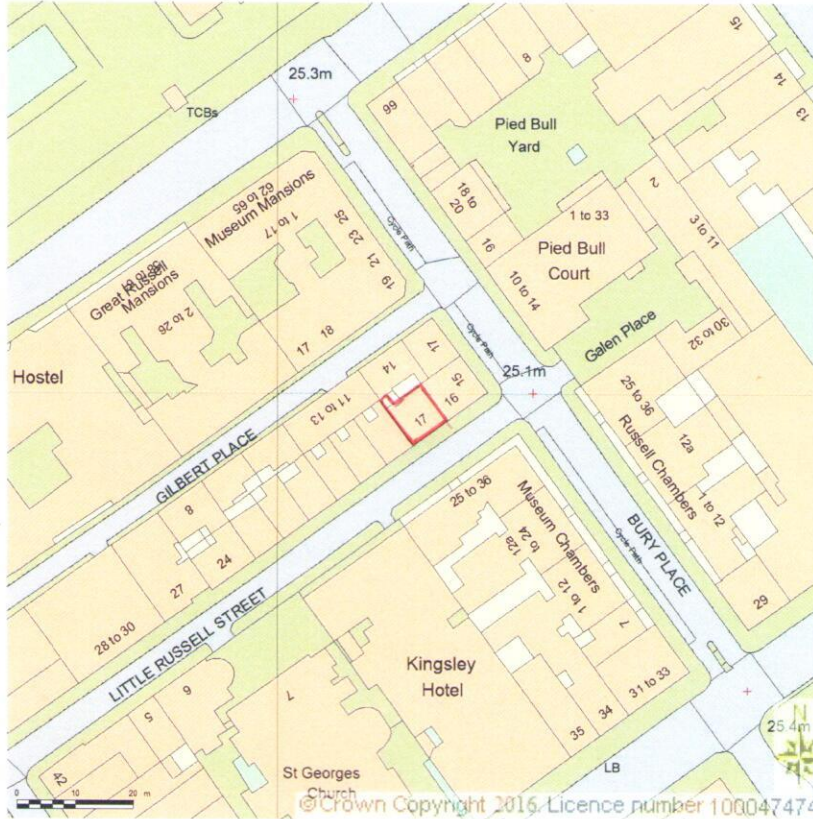 25.3m
TCBs
66
8
15
14
13
Pied Bull
Yard
62 to 65
Museum Mansions
1 to 17
25
23
21
19
Cycle Path
18 to
20
16
1 to 33
Pied Bull
Court
10 to 14
2
3 to 11
Great Russell
Mansions
2 to 26
17
18
Hostel
Galen Place
30 to 32
Cycle Path
25.1m
14
17
15
16
17
11 to 13
GILBERT PLACE
25 to 36
12a
Russell Chambers
1 to 12
8
24
27
28 to 30
25 to 36
Museum Chambers
12a
to 24
1 to 12
7
Cycle Path
BURY PLACE
29
LITTLE RUSSELL STREET
Kingsley
Hotel
31 to 33
34
35
6
5
7
42
St Georges
Church
LB
N
25.4m
0
10
20
m
©Crown Copyright 2016. Licence number 100047474